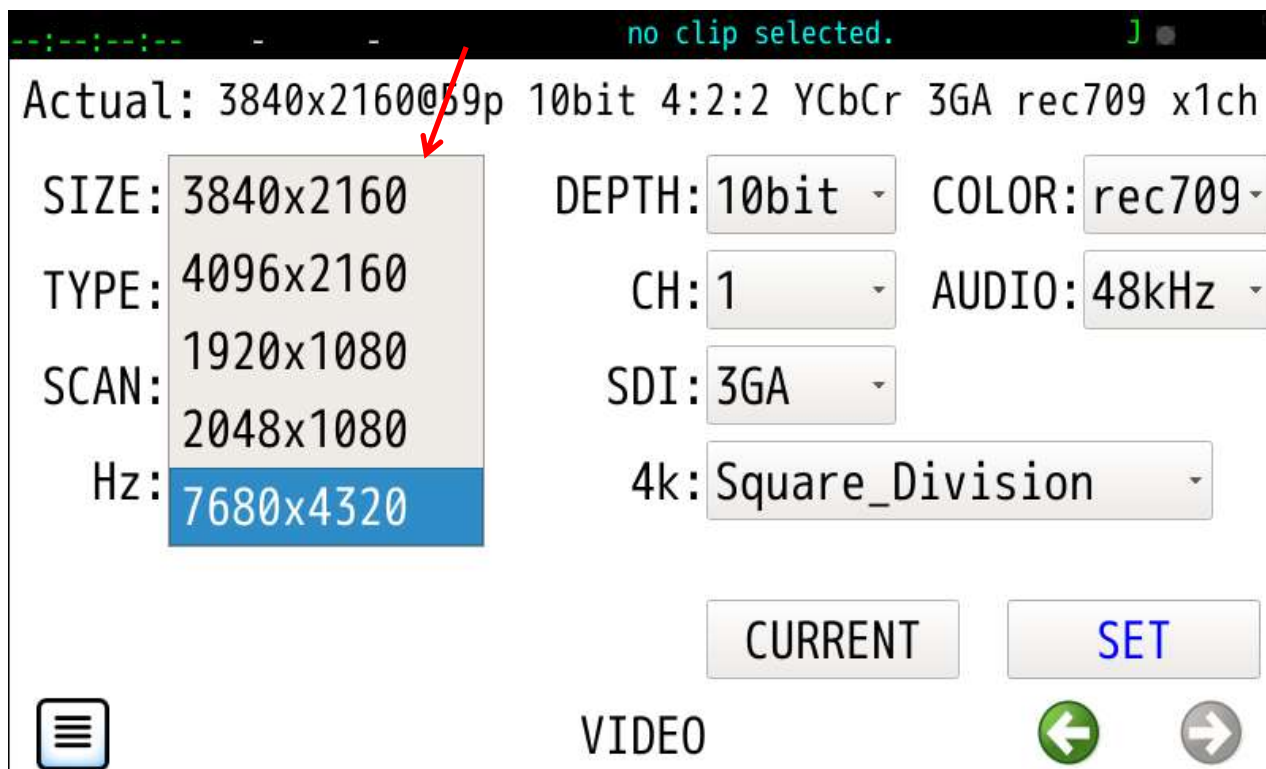 --:--:--:-- - - no clip selected. J
Actual: 3840x2160@59p 10bit 4:2:2 YCbCr 3GA rec709 x1ch
SIZE: 3840x2160 DEPTH: 10bit COLOR: rec709
4096x2160
TYPE: CH: 1 AUDIO: 48kHz
1920x1080
SCAN: SDI: 3GA
2048x1080
Hz: 4k: Square_Division
7680x4320
CURRENT SET
VIDEO